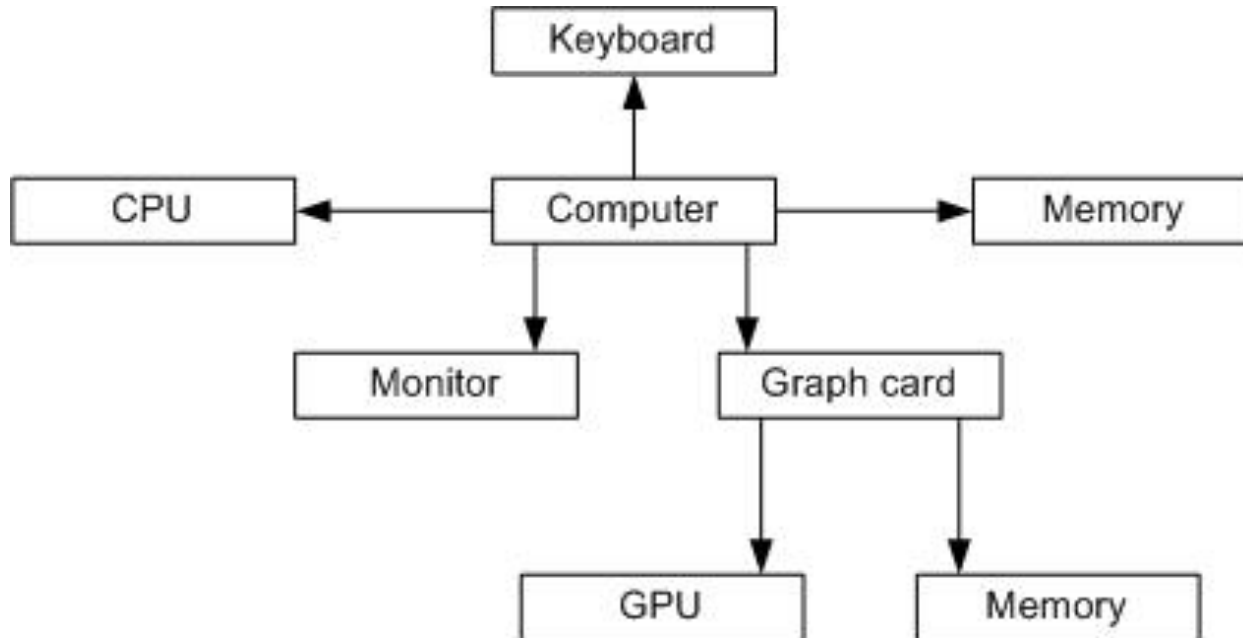 Keyboard
CPU
Computer
Memory
Monitor
Graph card
GPU
Memory